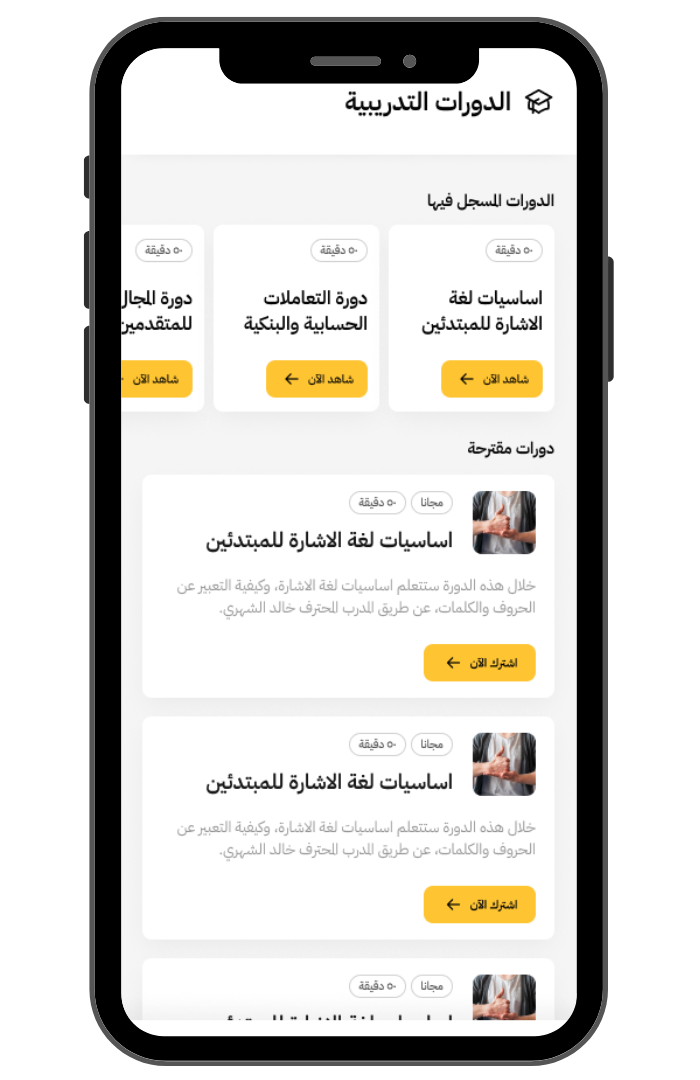 الدورات التدريبية
الدورات المسجل فيها
٥٠ دقيقة
اساسيات لغة
الاشارة للمبتدئين
شاهد الآن
٥٠ دقيقة
دورة التعاملات
الحسابية والبنكية
شاهد الآن
٥٠ دقيقة
دورة المجال
للمتقدمين
شاهد الآن
دورات مقترحة
مجانا
٥٠ دقيقة
اساسيات لغة الاشارة للمبتدئين
خلال هذه الدورة ستتعلم اساسيات لغة الاشارة، وكيفية التعبير عن
الحروف والكلمات، عن طريق المدرب المحترف خالد الشهري.
اشترك الآن
مجانا
٥٠ دقيقة
اساسيات لغة الاشارة للمبتدئين
خلال هذه الدورة ستتعلم اساسيات لغة الاشارة، وكيفية التعبير عن
الحروف والكلمات، عن طريق المدرب المحترف خالد الشهري.
اشترك الآن
مجانا
٥٠ دقيقة